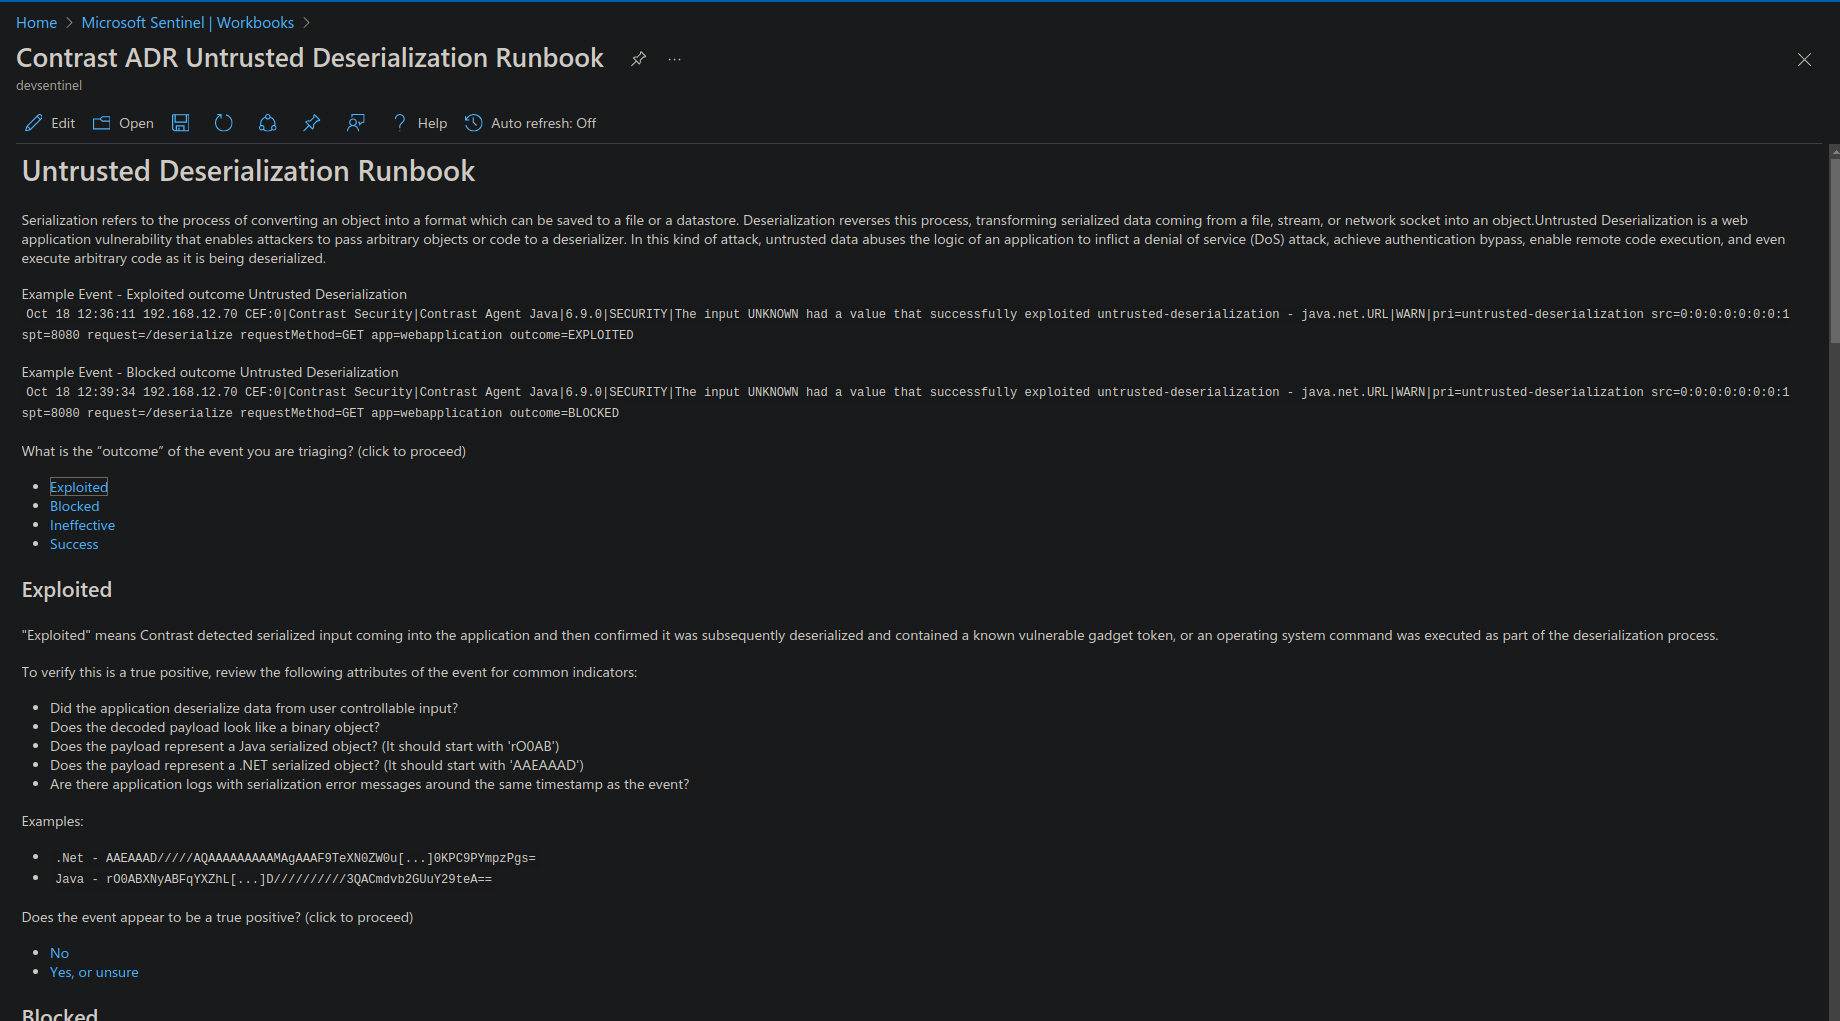 Home > Microsoft Sentinel | Workbooks >
Contrast ADR Untrusted Deserialization Runbook
devsentinel
Edit Open Help Auto refresh: Off
Untrusted Deserialization Runbook
Serialization refers to the process of converting an object into a format which can be saved to a file or a datastore. Deserialization reverses this process, transforming serialized data coming from a file, stream, or network socket into an object.Untrusted Deserialization is a web
application vulnerability that enables attackers to pass arbitrary objects or code to a deserializer. In this kind of attack, untrusted data abuses the logic of an application to inflict a denial of service (DoS) attack, achieve authentication bypass, enable remote code execution, and even
execute arbitrary code as it is being deserialized.
Example Event - Exploited outcome Untrusted Deserialization
Oct 18 12:36:11 192.168.12.70 CEF:0|Contrast Security|Contrast Agent Java|6.9.0|SECURITY|The input UNKNOWN had a value that successfully exploited untrusted-deserialization - java.net.URL|WARN|pri=untrusted-deserialization src=0:0:0:0:0:0:0:1
spt=8080 request=/deserialize requestMethod=GET app=webapplication outcome=EXPLOITED
Example Event - Blocked outcome Untrusted Deserialization
Oct 18 12:39:34 192.168.12.70 CEF:0|Contrast Security|Contrast Agent Java|6.9.0|SECURITY|The input UNKNOWN had a value that successfully exploited untrusted-deserialization - java.net.URL|WARN|pri=untrusted-deserialization src=0:0:0:0:0:0:0:1
spt=8080 request=/deserialize requestMethod=GET app=webapplication outcome=BLOCKED
What is the “outcome” of the event you are triaging? (click to proceed)
• Exploited
• Blocked
• Ineffective
• Success
Exploited
"Exploited" means Contrast detected serialized input coming into the application and then confirmed it was subsequently deserialized and contained a known vulnerable gadget token, or an operating system command was executed as part of the deserialization process.
To verify this is a true positive, review the following attributes of the event for common indicators:
• Did the application deserialize data from user controllable input?
• Does the decoded payload look like a binary object?
• Does the payload represent a Java serialized object? (It should start with 'rO0AB')
• Does the payload represent a .NET serialized object? (It should start with 'AAEAAAD')
• Are there application logs with serialization error messages around the same timestamp as the event?
Examples:
• .Net - AAEAAAD/////AQAAAAAAAAAMAgAAAF9TeXN0ZW0u[...]0KPC9PYmpzPgs=
• Java - rO0ABXNyABFqYXZhL[...]D//////////3QACmdvb2GUuY29teA==
Does the event appear to be a true positive? (click to proceed)
• No
• Yes, or unsure
Blocked